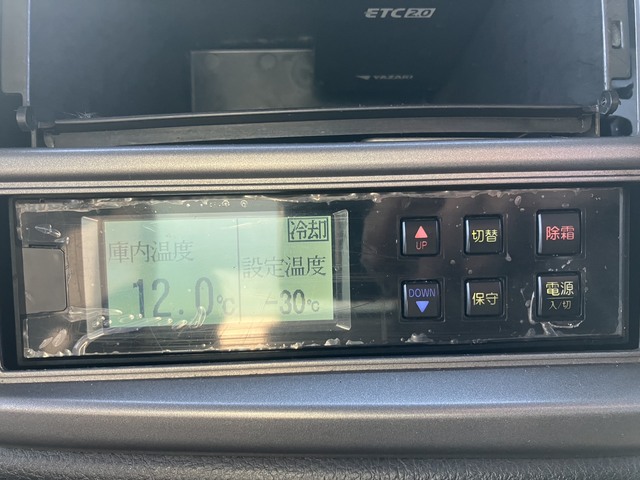 ETC2.0
YAZAKI
冷却
庫内温度
設定温度
12.0℃
-30℃
▲
UP
切替
除霜
DOWN
▼
保守
電源
入/切